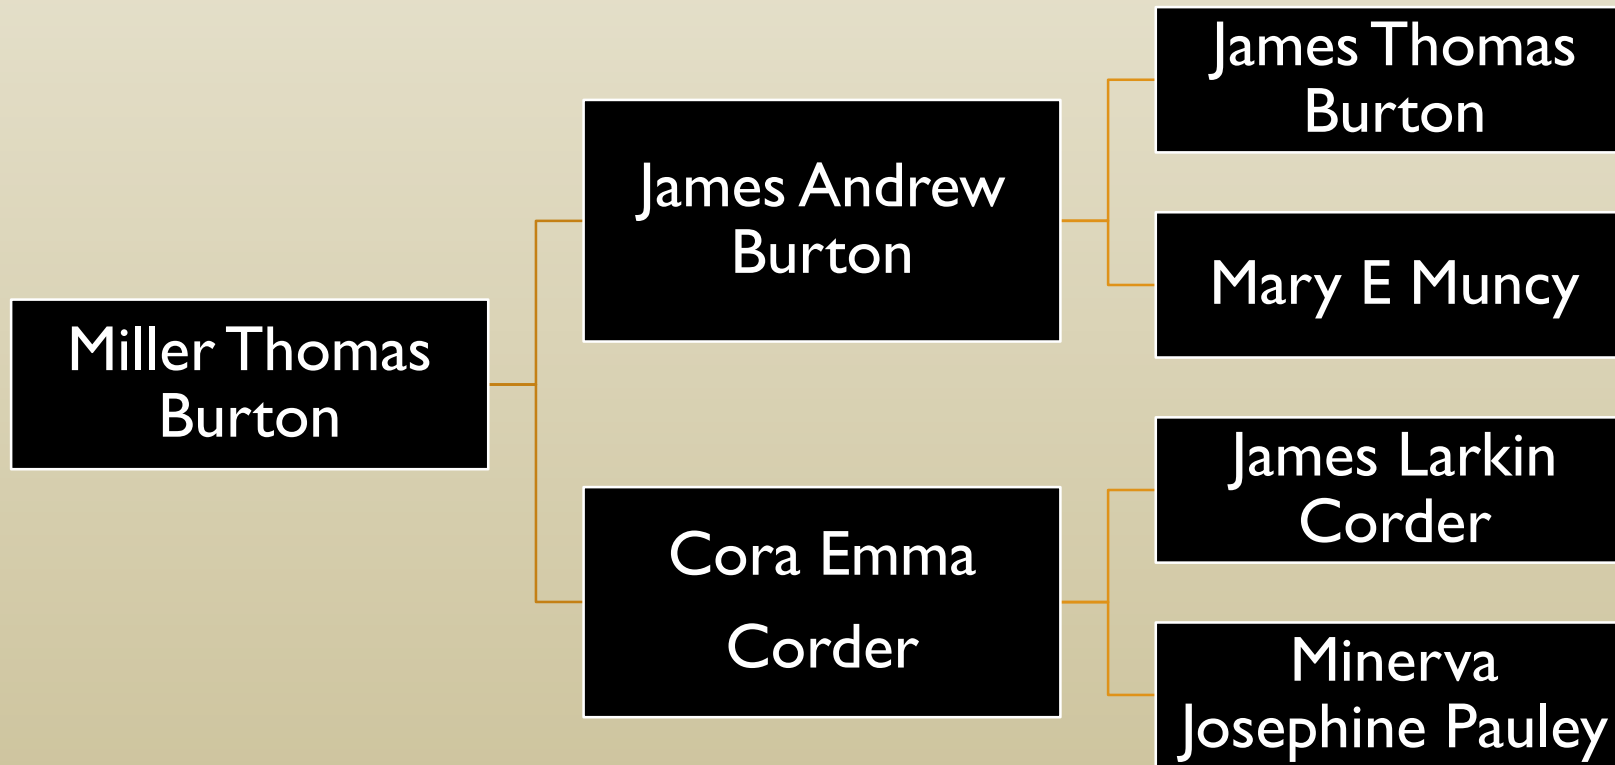 Miller Thomas
Burton
James Andrew
Burton
Cora Emma
Corder
James Thomas
Burton
Mary E Muncy
James Larkin
Corder
Minerva
Josephine Pauley